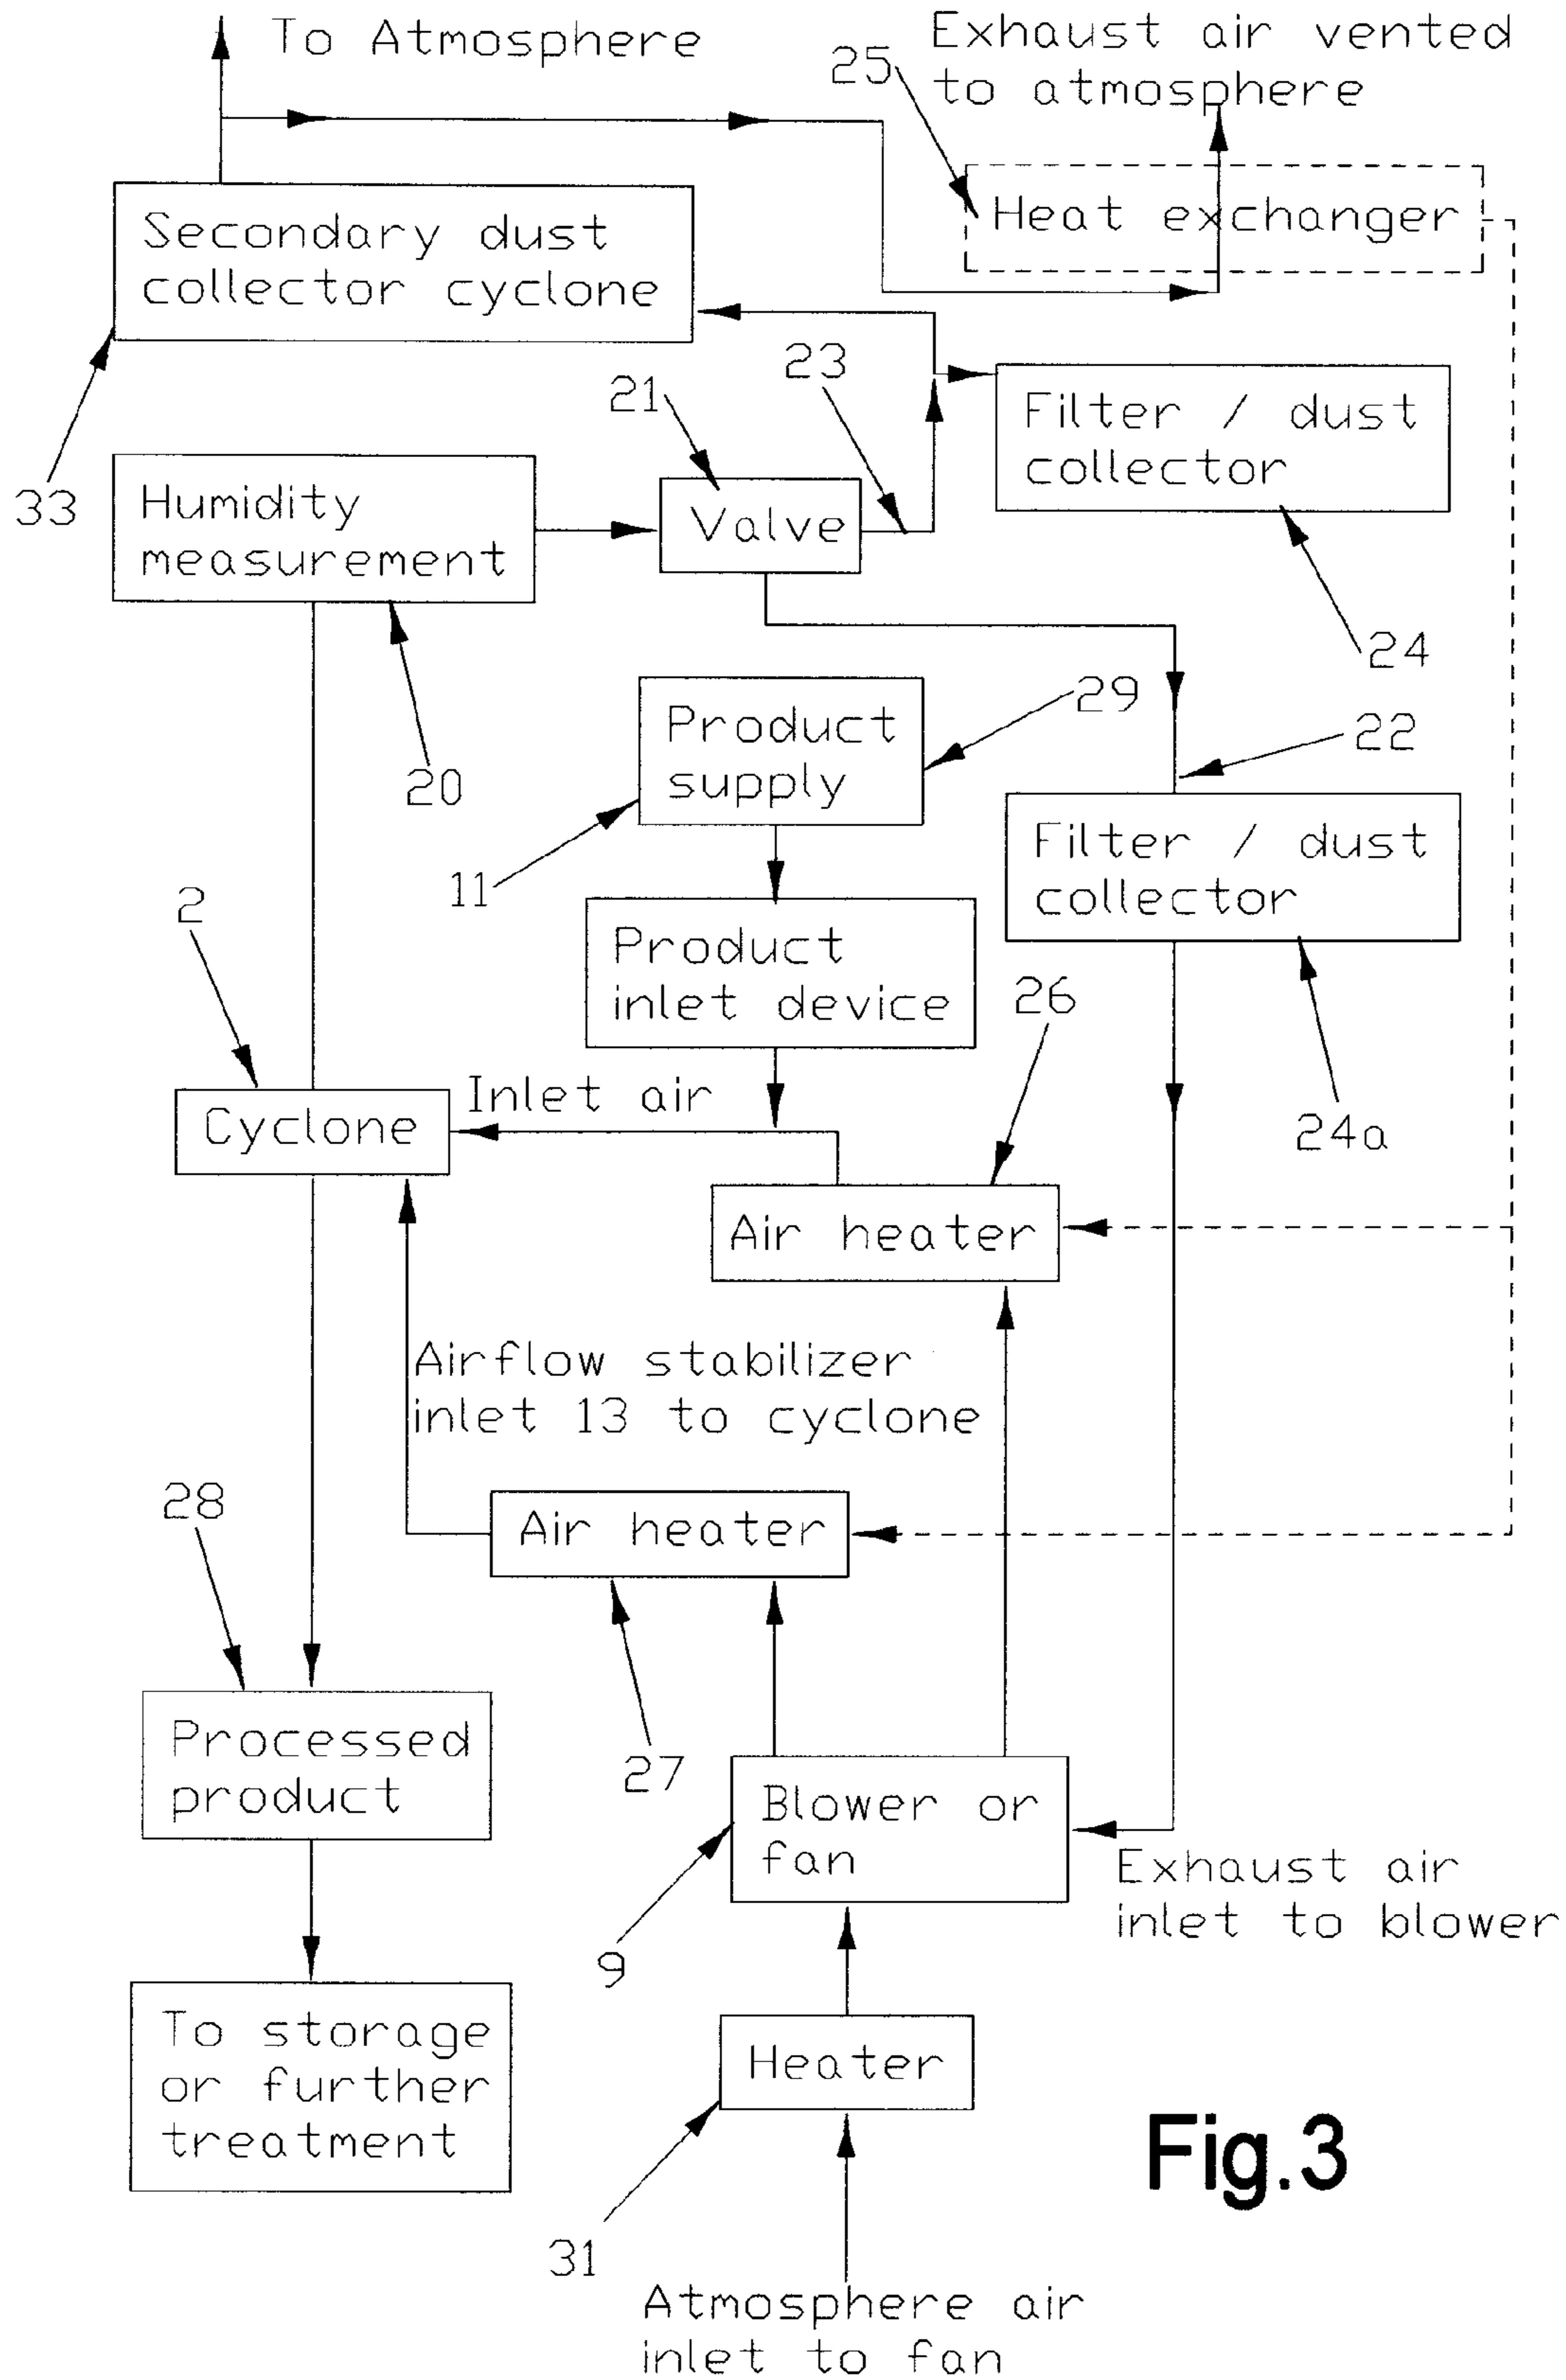 To Atmosphere
Exhaust air vented
to atmosphere
25
Heat exchanger
Secondary dust
collector cyclone
33
23
21
Filter / dust
collector
Humidity
measurement
Valve
24
29
Product
supply
22
20
11
Filter / dust
collector
2
Product
inlet device
26
Inlet air
Cyclone
24a
Air heater
Airflow stabilizer
inlet 13 to cyclone
28
Air heater
27
Processed
product
Blower or
fan
Exhaust air
inlet to blower
9
To storage
or further
treatment
Heater
31
Fig.3
Atmosphere air
inlet to fan